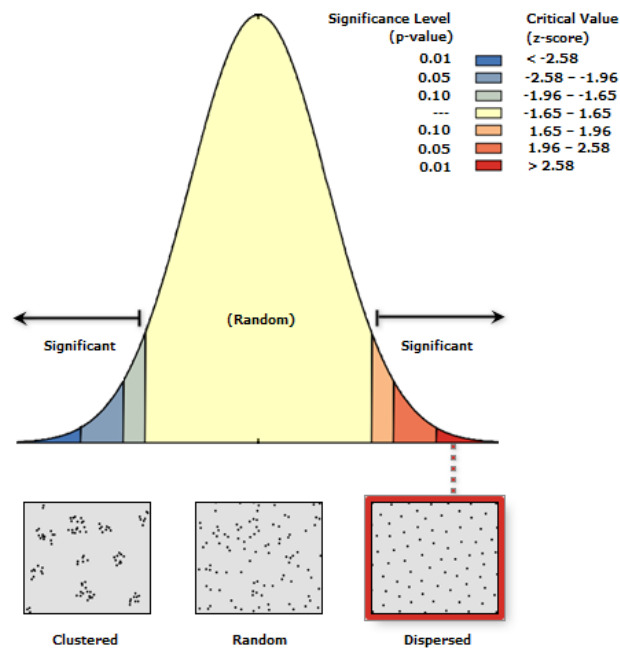 Significance Level Critical Value
(p-value) (z-score)
0.01 < -2.58
0.05 -2.58 – -1.96
0.10 -1.96 – -1.65
--- -1.65 – 1.65
0.10 1.65 – 1.96
0.05 1.96 – 2.58
0.01 > 2.58
(Random)
Significant Significant
Clustered Random Dispersed